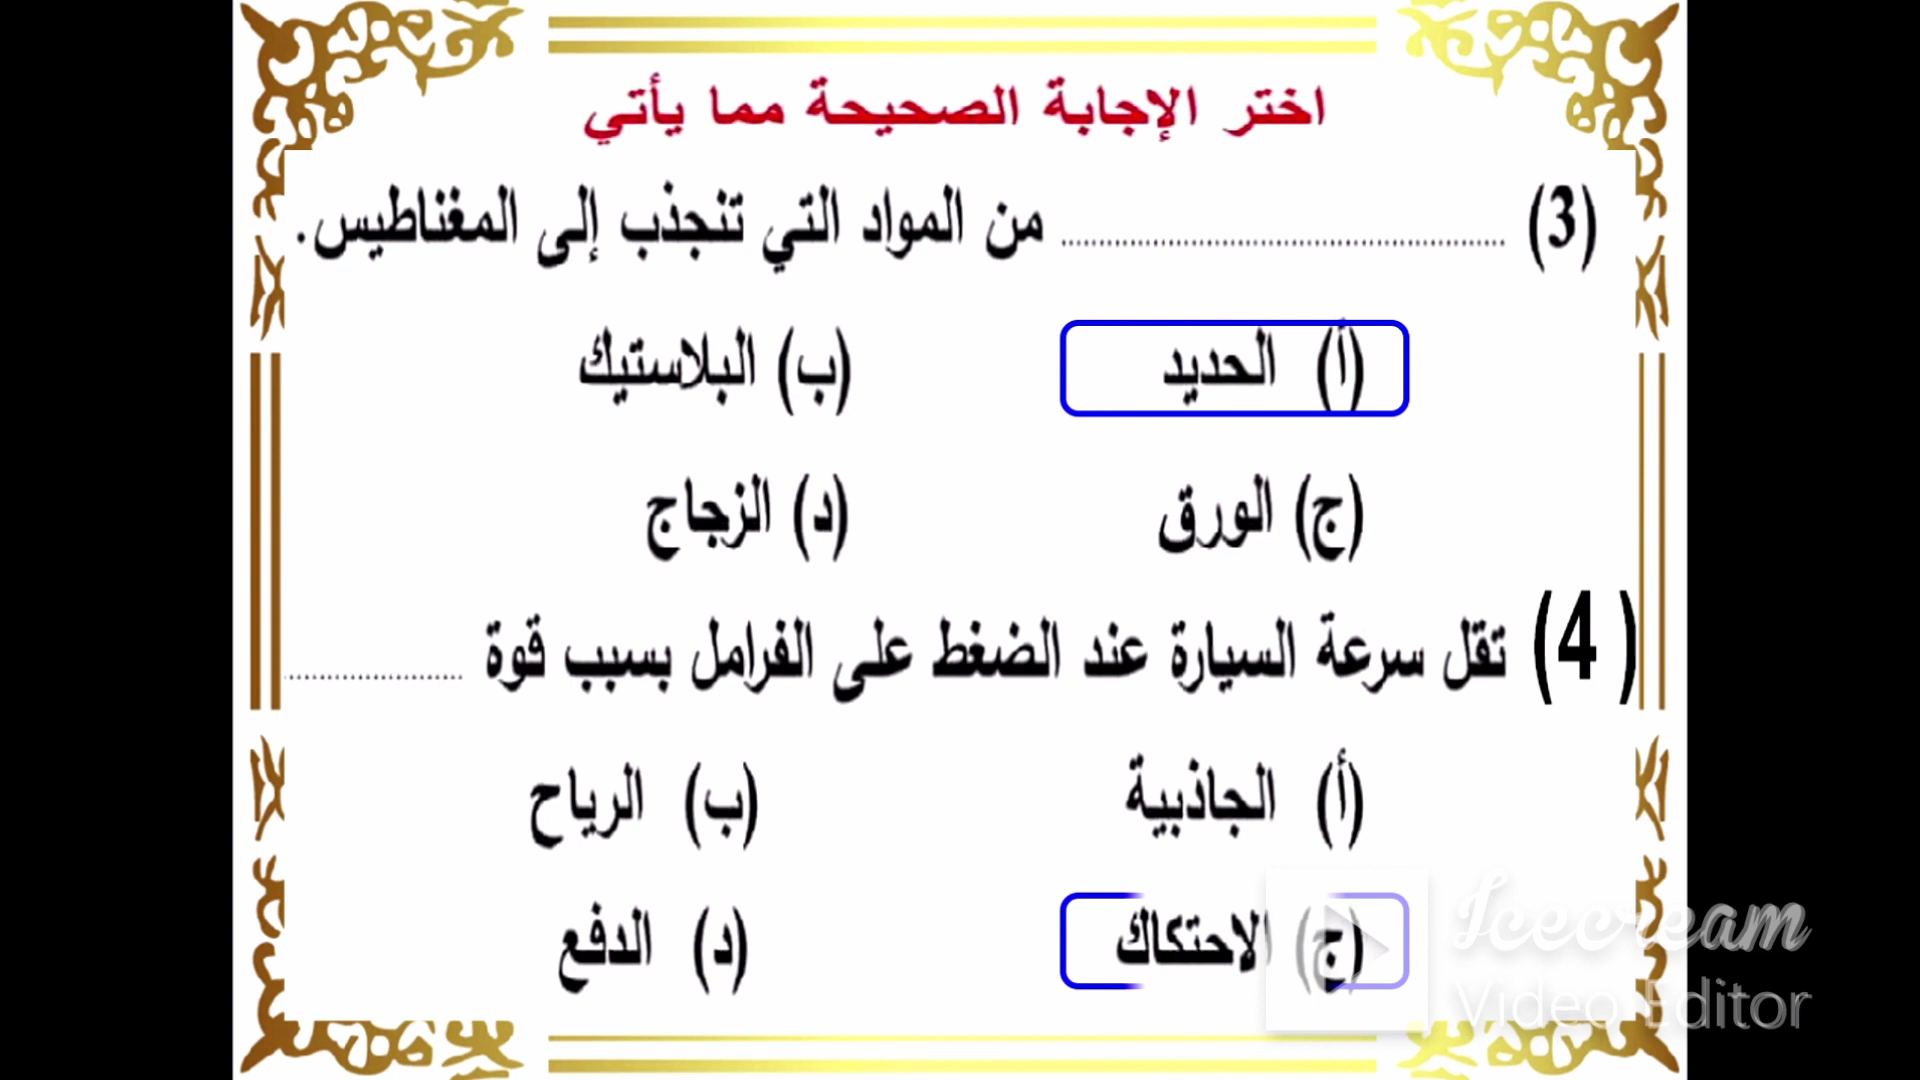 اختر الإجابة الصحيحة مما يأتي
(3) ........................ من المواد التي تنجذب إلى المغناطيس.
(أ) الحديد (ب) البلاستيك
(ج) الورق (د) الزجاج
(4) تقل سرعة السيارة عند الضغط على الفرامل بسبب قوة ................
(أ) الجاذبية (ب) الرياح
(ج) الاحتكاك (د) الدفع
Icecream
Video Editor